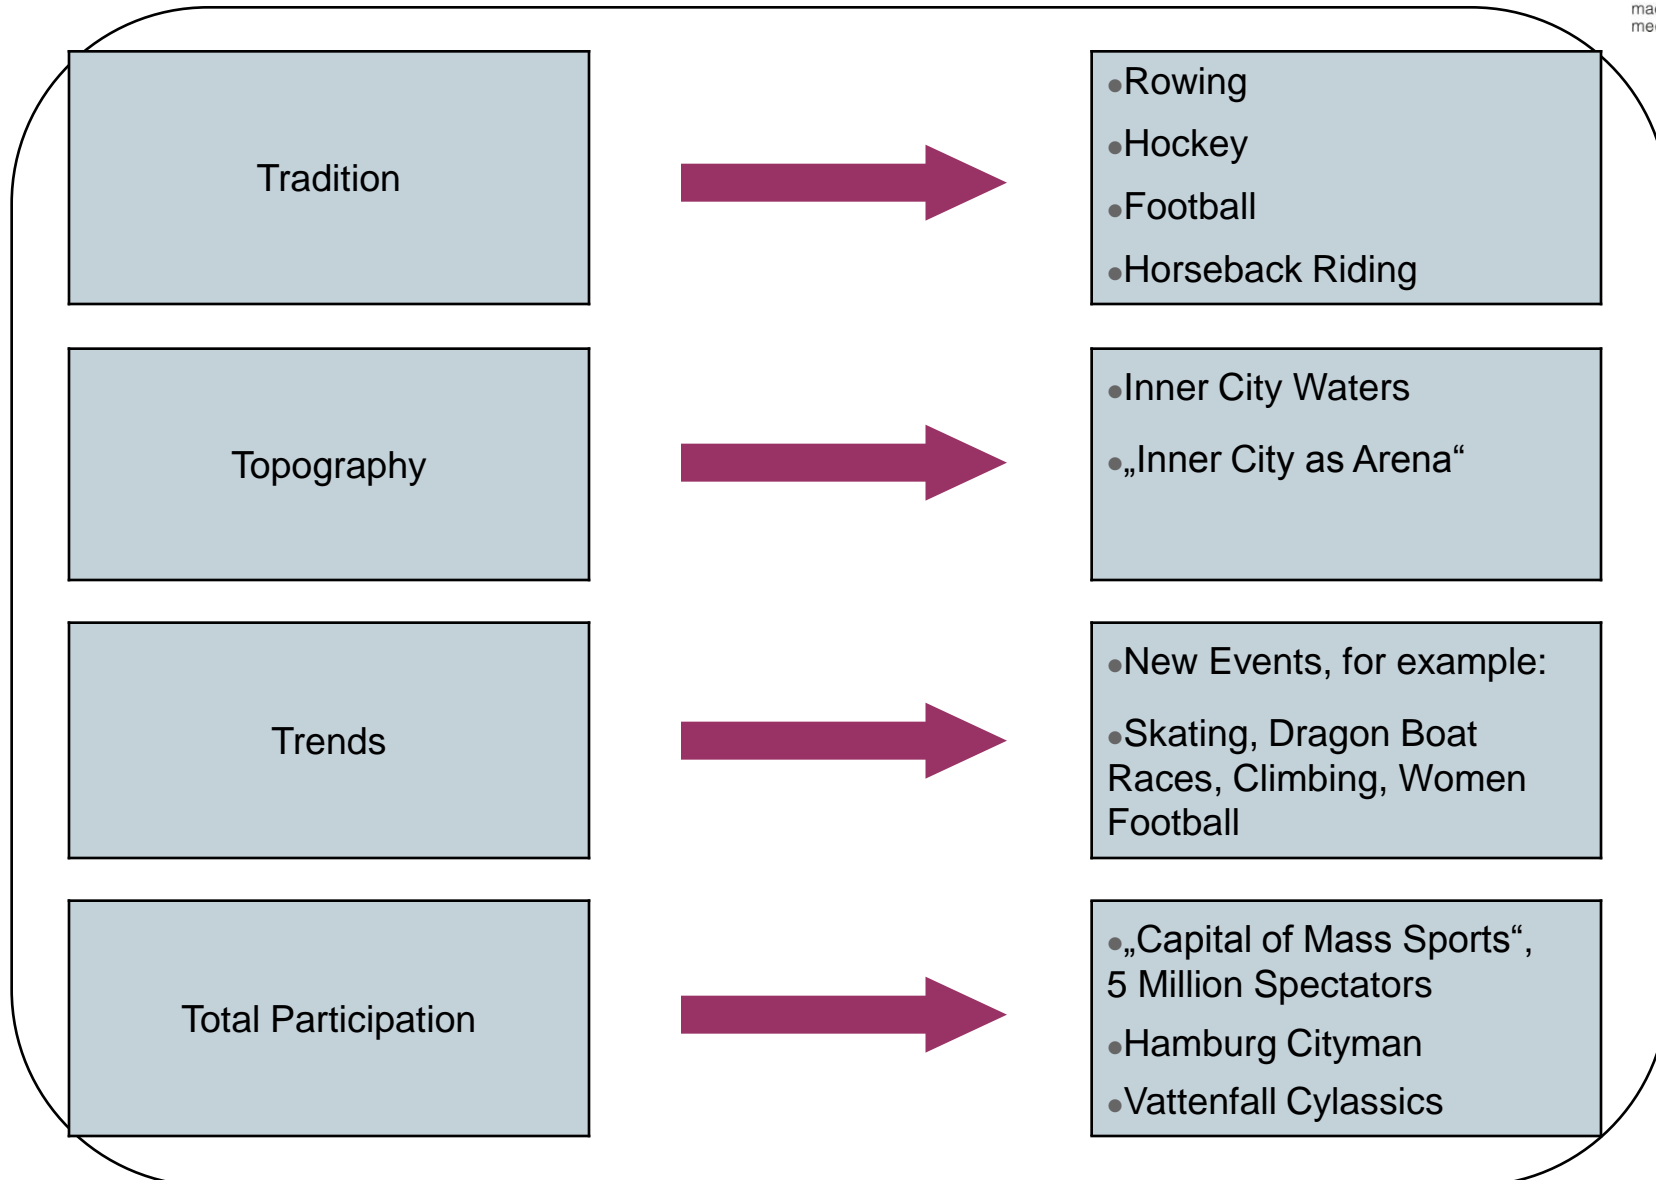 Tradition
●Rowing
●Hockey
●Football
●Horseback Riding
Topography
●Inner City Waters
●„Inner City as Arena“
Trends
●New Events, for example:
●Skating, Dragon Boat
Races, Climbing, Women
Football
Total Participation
●„Capital of Mass Sports“,
5 Million Spectators
●Hamburg Cityman
●Vattenfall Cylassics